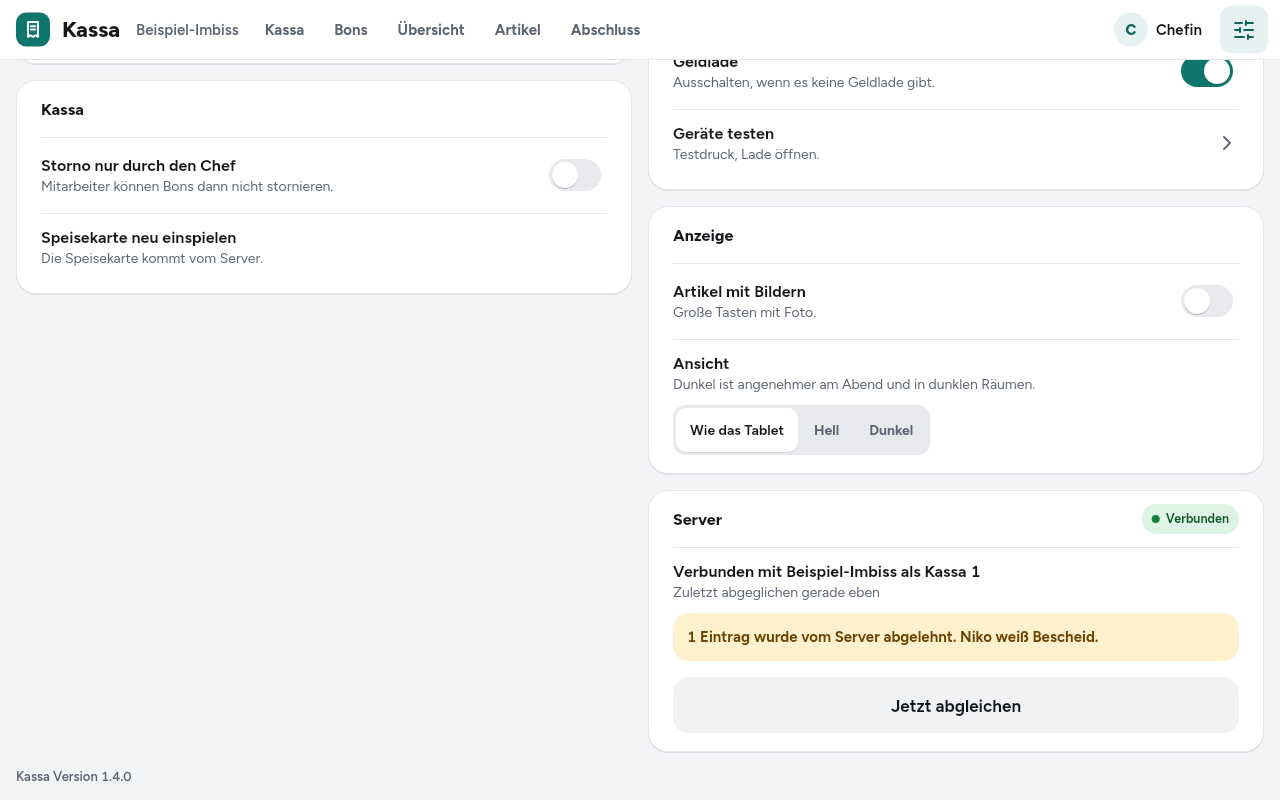 Kassa
Beispiel-Imbiss
Kassa
Bons
Übersicht
Artikel
Abschluss
C
Chefin
Kassa
Storno nur durch den Chef
Mitarbeiter können Bons dann nicht stornieren.
Speisekarte neu einspielen
Die Speisekarte kommt vom Server.
Geldlade
Ausschalten, wenn es keine Geldlade gibt.
Geräte testen
Testdruck, Lade öffnen.
Anzeige
Artikel mit Bildern
Große Tasten mit Foto.
Ansicht
Dunkel ist angenehmer am Abend und in dunklen Räumen.
Wie das Tablet
Hell
Dunkel
Server
Verbunden
Verbunden mit Beispiel-Imbiss als Kassa 1
Zuletzt abgeglichen gerade eben
1 Eintrag wurde vom Server abgelehnt. Niko weiß Bescheid.
Jetzt abgleichen
Kassa Version 1.4.0